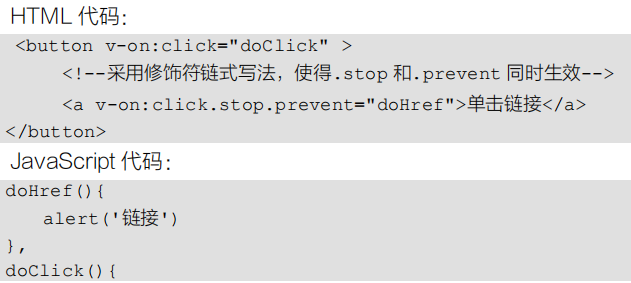 HTML 代码：
<button v-on:click="doClick" >
<!--采用修饰符链式写法，使得.stop 和.prevent 同时生效-->
<a v-on:click.stop.prevent="doHref">单击链接</a>
</button>
JavaScript 代码：
doHref(){
alert('链接')
},
doClick(){